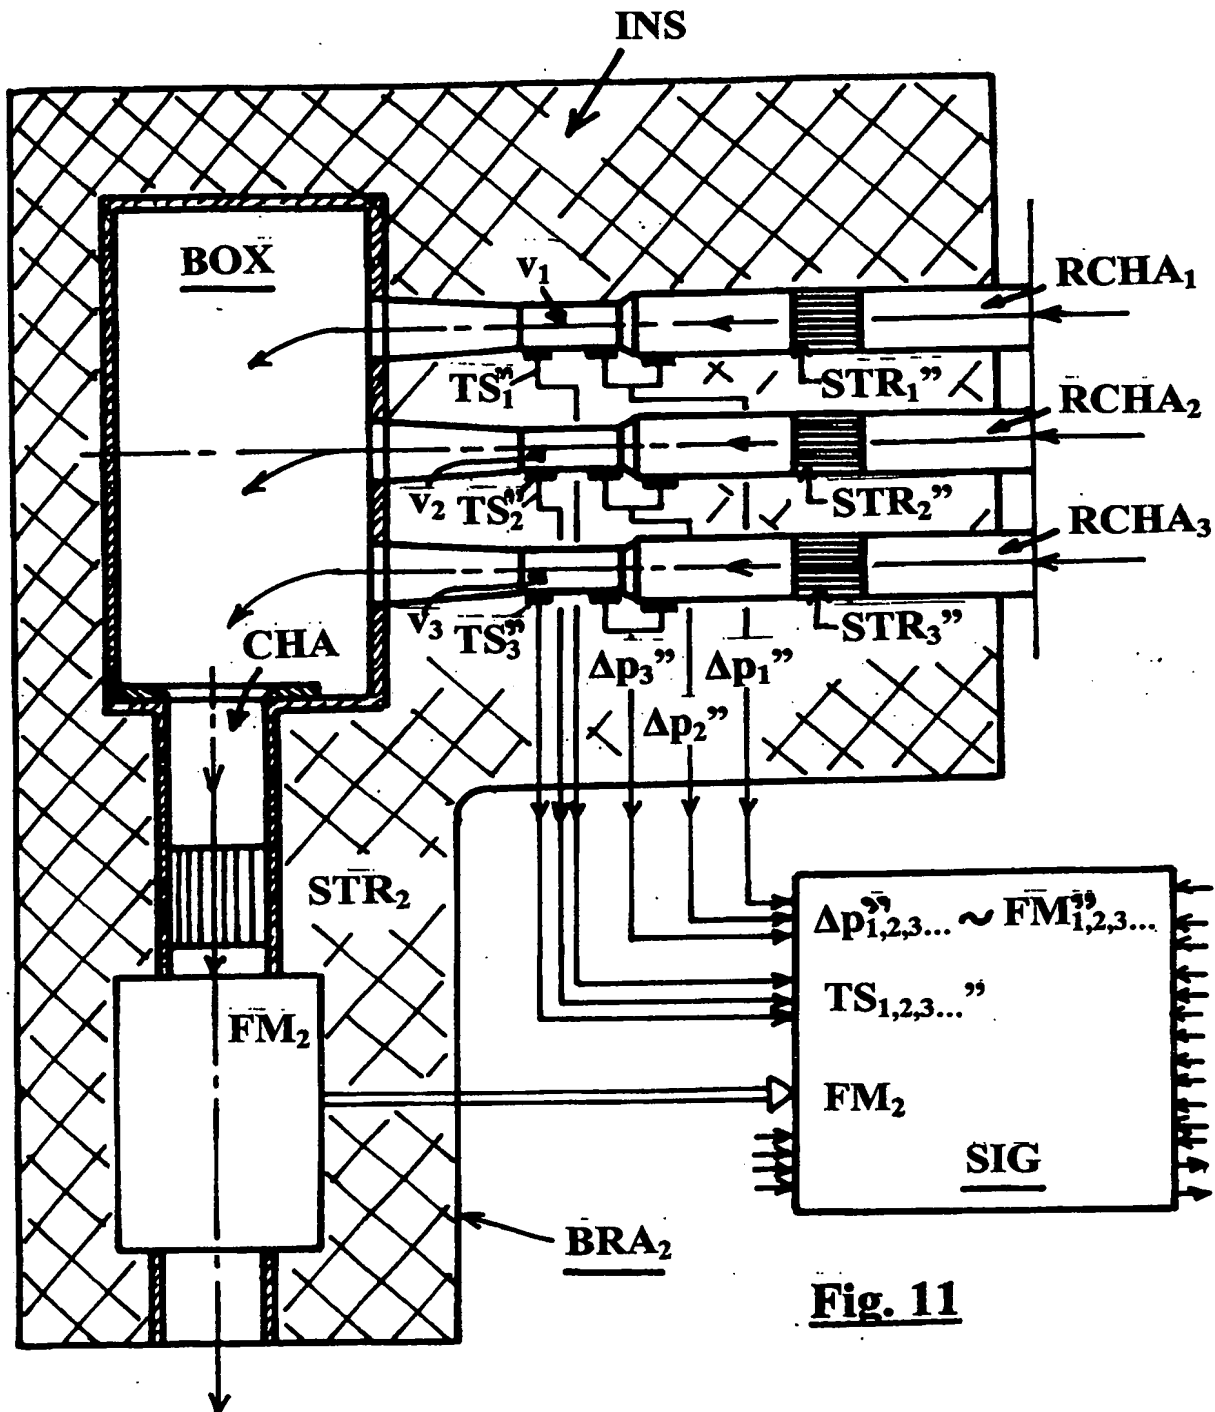 INS
BOX
v₁
RCHA₁
TS₁”
STR₁”
RCHA₂
v₂
TS₂”
STR₂”
RCHA₃
v₃
TS₃”
STR₃”
CHA
Δp₃”
Δp₁”
Δp₂”
STR₂
Δp”₁,₂,₃... ~ FM”₁,₂,₃...
TS₁,₂,₃...”
FM₂
FM₂
SIG
BRA₂
Fig. 11